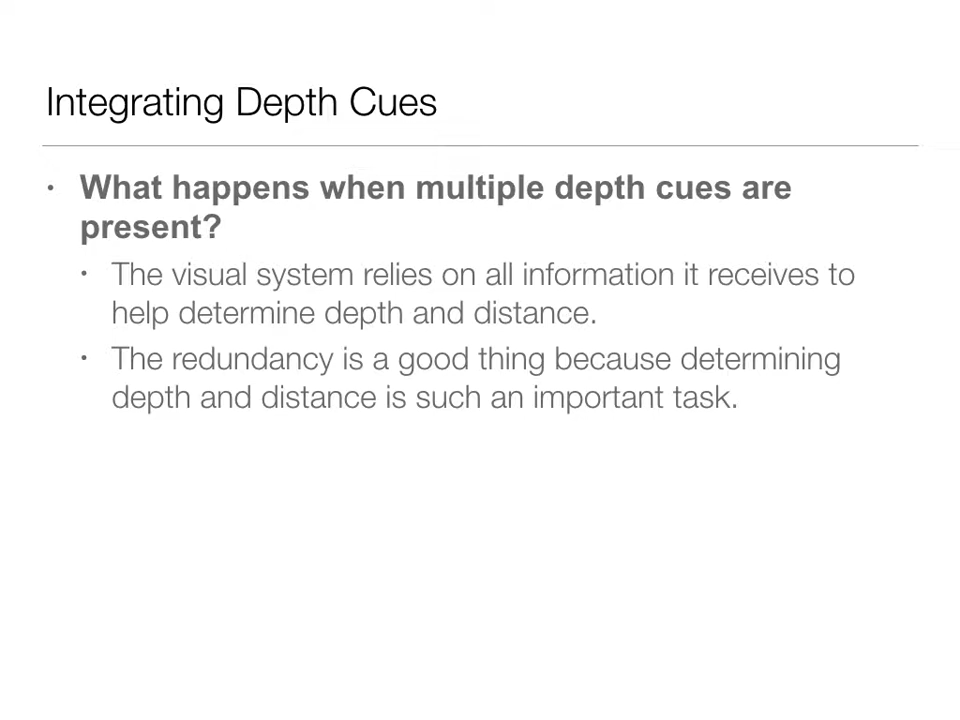 Integrating Depth Cues
• What happens when multiple depth cues are
present?
• The visual system relies on all information it receives to
help determine depth and distance.
• The redundancy is a good thing because determining
depth and distance is such an important task.